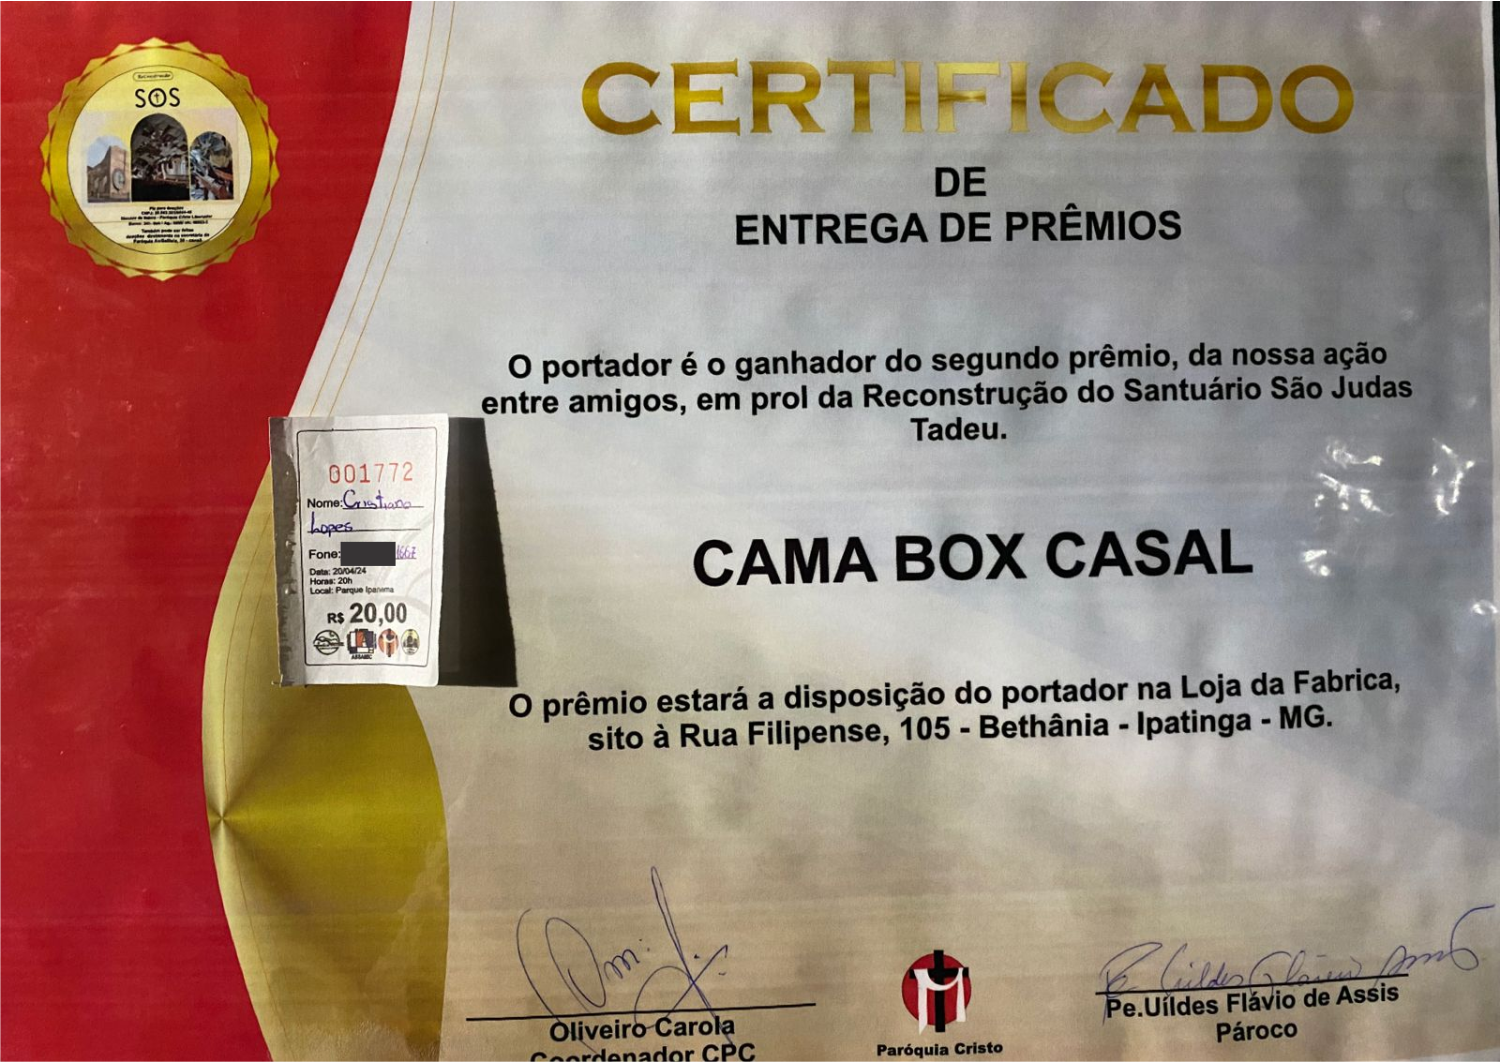 SOS
CERTIFICADO
DE
ENTREGA DE PRÊMIOS
O portador é o ganhador do segundo prêmio, da nossa ação
entre amigos, em prol da Reconstrução do Santuário São Judas
Tadeu.
001772
Nome: Cristiano
Lopes
Fone: 1667
Data: 20/04/24
Horas: 20h
Local: Parque Ipanema
R$ 20,00
CAMA BOX CASAL
O prêmio estará a disposição do portador na Loja da Fabrica,
sito à Rua Filipense, 105 - Bethânia - Ipatinga - MG.
Oliveiro Carola
Coordenador CPC
Paróquia Cristo
Pe.Uíldes Flávio de Assis
Pároco